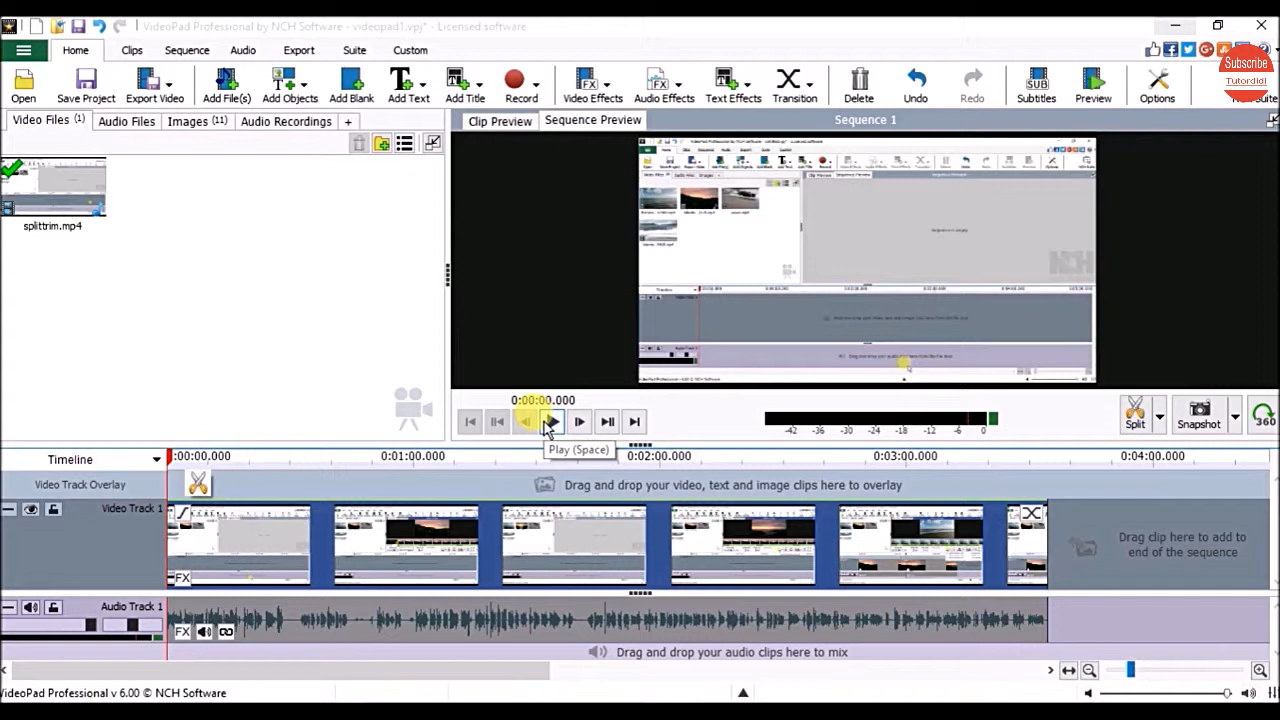 VideoPad Professional by NCH Software - videopad1.vpj* - Licensed software
Home Clips Sequence Audio Export Suite Custom
Subscribe
Tutordidi
Open Save Project Export Video Add File(s) Add Objects Add Blank Add Text Add Title Record Video Effects Audio Effects Text Effects Transition Delete Undo Redo SUB Subtitles Preview Options Suite
Video Files (1) Audio Files Images (11) Audio Recordings +
Clip Preview Sequence Preview Sequence 1
splittrim.mp4
NCH
0:00:00.000
Play (Space)
-42 -36 -30 -24 -18 -12 -6 0
Split Snapshot 360
Timeline 0:00:00.000 0:01:00.000 0:02:00.000 0:03:00.000 0:04:00.000
Video Track Overlay Drag and drop your video, text and image clips here to overlay
Video Track 1
FX
Drag clip here to add to
end of the sequence
Audio Track 1
FX
Drag and drop your audio clips here to mix
VideoPad Professional v 6.00 © NCH Software